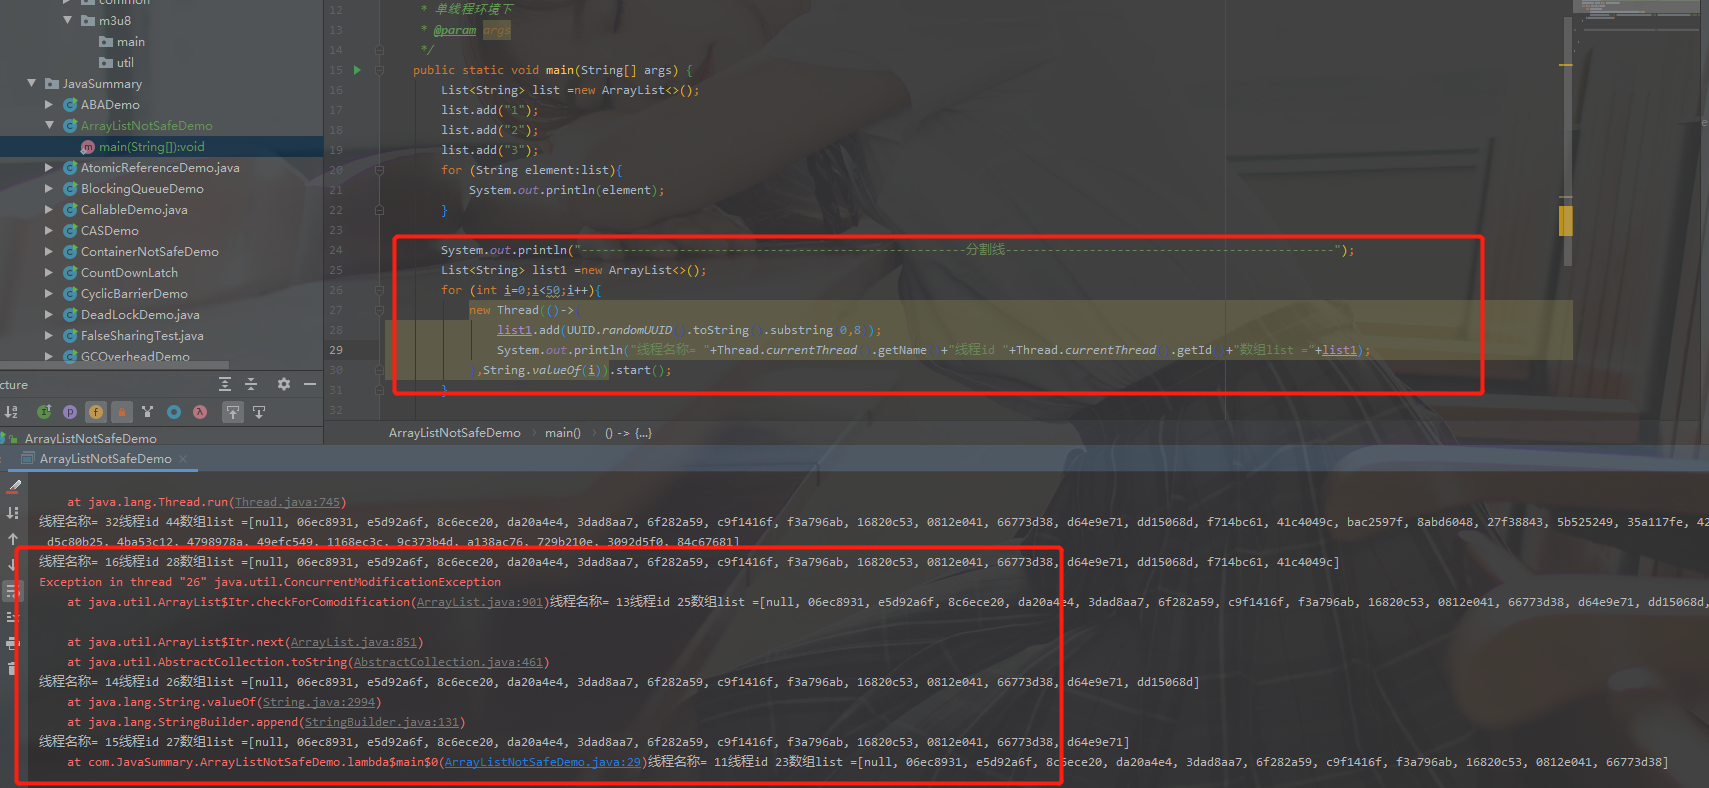 common
m3u8
main
util
JavaSummary
ABADemo
ArrayListNotSafeDemo
main(String[]):void
AtomicReferenceDemo.java
BlockingQueueDemo
CallableDemo.java
CASDemo
ContainerNotSafeDemo
CountDownLatch
CyclicBarrierDemo
DeadLockDemo.java
FalseSharingTest.java
GCOverheadDemo
cture
ArrayListNotSafeDemo
12 * 单线程环境下
13 * @param args
14 */
15 public static void main(String[] args) {
16 List<String> list =new ArrayList<>();
17 list.add("1");
18 list.add("2");
19 list.add("3");
20 for (String element:list){
21 System.out.println(element);
22 }
23
24 System.out.println("-------------------------------------------------------分割线-----------------------------------------------");
25 List<String> list1 =new ArrayList<>();
26 for (int i=0;i<50;i++){
27 new Thread(()->{
28 list1.add(UUID.randomUUID().toString().substring(0,8));
29 System.out.println("线程名称= "+Thread.currentThread().getName()+"线程id "+Thread.currentThread().getId()+"数组list ="+list1);
30 },String.valueOf(i)).start();
31 }
32
ArrayListNotSafeDemo › main() › () -> {...}
ArrayListNotSafeDemo ×
at java.lang.Thread.run(Thread.java:745)
线程名称= 32线程id 44数组list =[null, 06ec8931, e5d92a6f, 8c6ece20, da20a4e4, 3dad8aa7, 6f282a59, c9f1416f, f3a796ab, 16820c53, 0812e041, 66773d38, d64e9e71, dd15068d, f714bc61, 41c4049c, bac2597f, 8abd6048, 27f38843, 5b525249, 35a117fe, 42
d5c80b25, 4ba53c12, 4798978a, 49efc549, 1168ec3c, 9c373b4d, a138ac76, 729b210e, 3092d5f0, 84c67681]
线程名称= 16线程id 28数组list =[null, 06ec8931, e5d92a6f, 8c6ece20, da20a4e4, 3dad8aa7, 6f282a59, c9f1416f, f3a796ab, 16820c53, 0812e041, 66773d38, d64e9e71, dd15068d, f714bc61, 41c4049c]
Exception in thread "26" java.util.ConcurrentModificationException
at java.util.ArrayList$Itr.checkForComodification(ArrayList.java:901)线程名称= 13线程id 25数组list =[null, 06ec8931, e5d92a6f, 8c6ece20, da20a4e4, 3dad8aa7, 6f282a59, c9f1416f, f3a796ab, 16820c53, 0812e041, 66773d38, d64e9e71, dd15068d,
at java.util.ArrayList$Itr.next(ArrayList.java:851)
at java.util.AbstractCollection.toString(AbstractCollection.java:461)
线程名称= 14线程id 26数组list =[null, 06ec8931, e5d92a6f, 8c6ece20, da20a4e4, 3dad8aa7, 6f282a59, c9f1416f, f3a796ab, 16820c53, 0812e041, 66773d38, d64e9e71, dd15068d]
at java.lang.String.valueOf(String.java:2994)
at java.lang.StringBuilder.append(StringBuilder.java:131)
线程名称= 15线程id 27数组list =[null, 06ec8931, e5d92a6f, 8c6ece20, da20a4e4, 3dad8aa7, 6f282a59, c9f1416f, f3a796ab, 16820c53, 0812e041, 66773d38, d64e9e71]
at com.JavaSummary.ArrayListNotSafeDemo.lambda$main$0(ArrayListNotSafeDemo.java:29)线程名称= 11线程id 23数组list =[null, 06ec8931, e5d92a6f, 8c6ece20, da20a4e4, 3dad8aa7, 6f282a59, c9f1416f, f3a796ab, 16820c53, 0812e041, 66773d38]